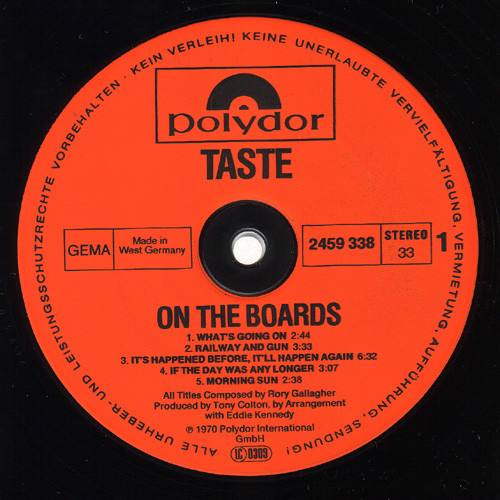 ALLE URHEBER- UND LEISTUNGSSCHUTZRECHTE VORBEHALTEN · KEIN VERLEIH! KEINE UNERLAUBTE VERVIELFÄLTIGUNG, VERMIETUNG, AUFFÜHRUNG, SENDUNG!
polydor
TASTE
GEMA
Made in
West Germany
2459 338
STEREO
33
1
ON THE BOARDS
1. WHAT'S GOING ON 2:44
2. RAILWAY AND GUN 3:33
3. IT'S HAPPENED BEFORE, IT'LL HAPPEN AGAIN 6:32
4. IF THE DAY WAS ANY LONGER 3:07
5. MORNING SUN 2:38
All Titles Composed by Rory Gallagher
Produced by Tony Colton, by Arrangement
with Eddie Kennedy
℗ 1970 Polydor International
GmbH
LC 0309